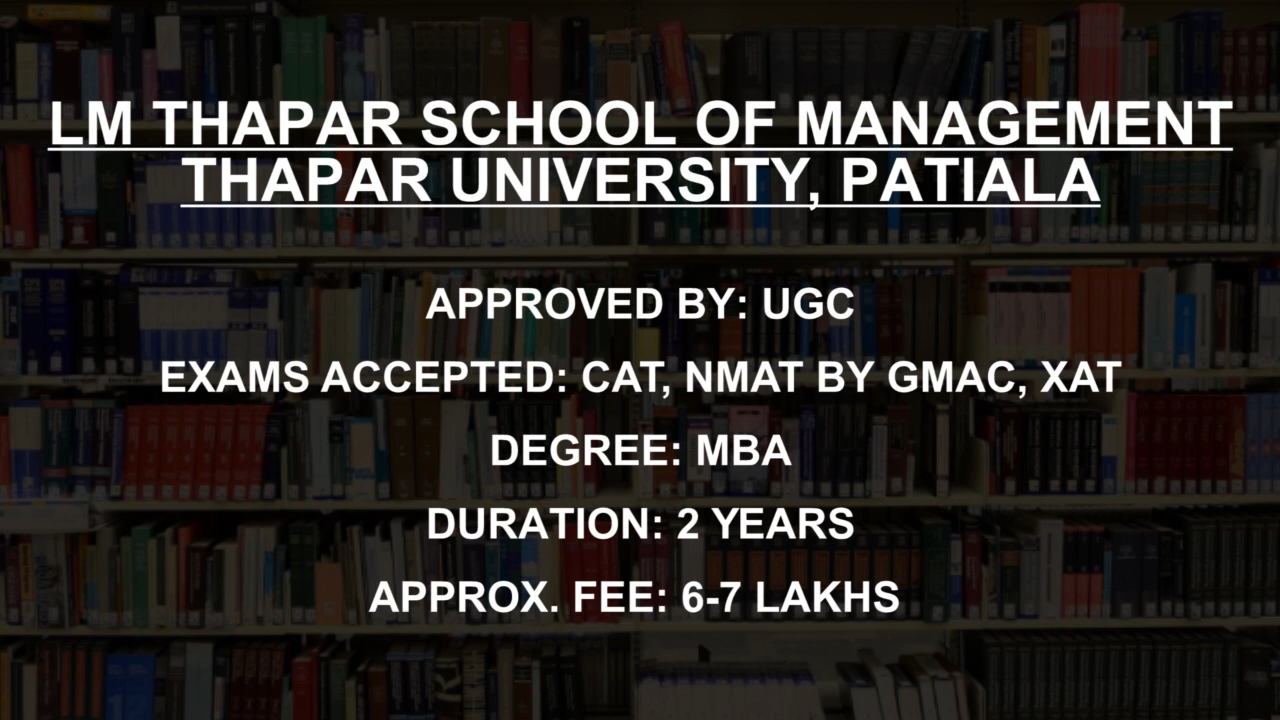 LM THAPAR SCHOOL OF MANAGEMENT
THAPAR UNIVERSITY, PATIALA
APPROVED BY: UGC
EXAMS ACCEPTED: CAT, NMAT BY GMAC, XAT
DEGREE: MBA
DURATION: 2 YEARS
APPROX. FEE: 6-7 LAKHS